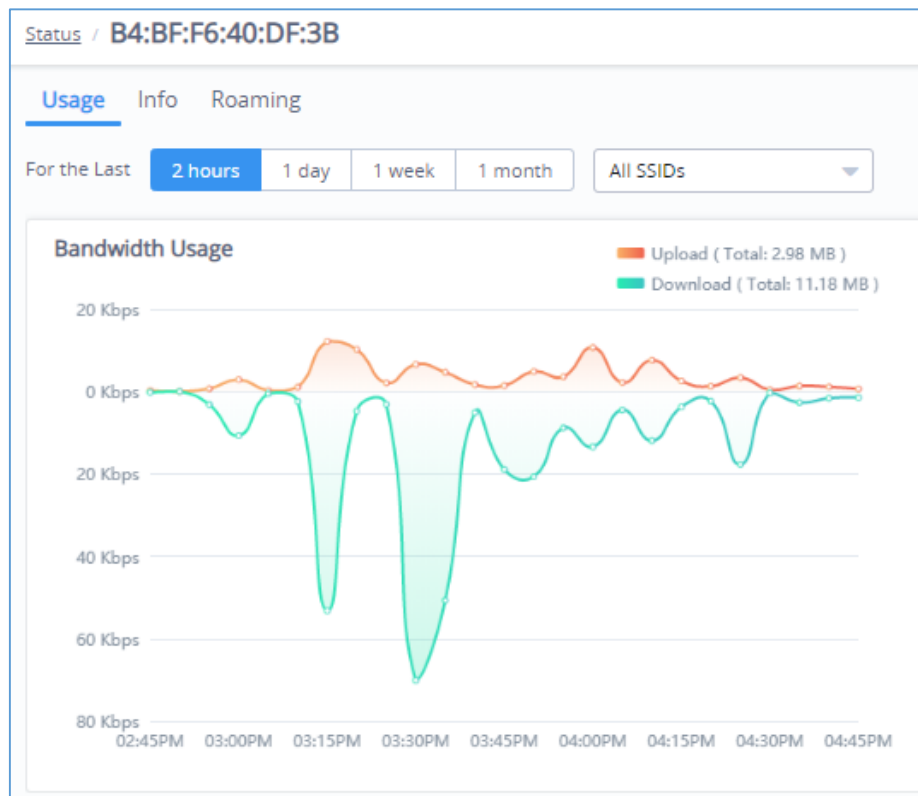 Status / B4:BF:F6:40:DF:3B
Usage Info Roaming
For the Last 2 hours 1 day 1 week 1 month All SSIDs
Bandwidth Usage
Upload ( Total: 2.98 MB )
Download ( Total: 11.18 MB )
20 Kbps
0 Kbps
20 Kbps
40 Kbps
60 Kbps
80 Kbps
02:45PM 03:00PM 03:15PM 03:30PM 03:45PM 04:00PM 04:15PM 04:30PM 04:45PM